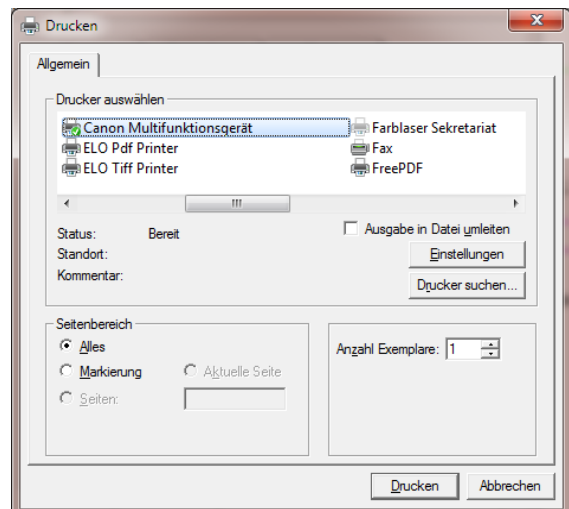 Drucken
Allgemein
Drucker auswählen
Canon Multifunktionsgerät
Farblaser Sekretariat
ELO Pdf Printer
Fax
ELO Tiff Printer
FreePDF
Status: Bereit
Ausgabe in Datei umleiten
Standort:
Einstellungen
Kommentar:
Drucker suchen...
Seitenbereich
Alles
Anzahl Exemplare: 1
Markierung
Aktuelle Seite
Seiten:
Drucken
Abbrechen